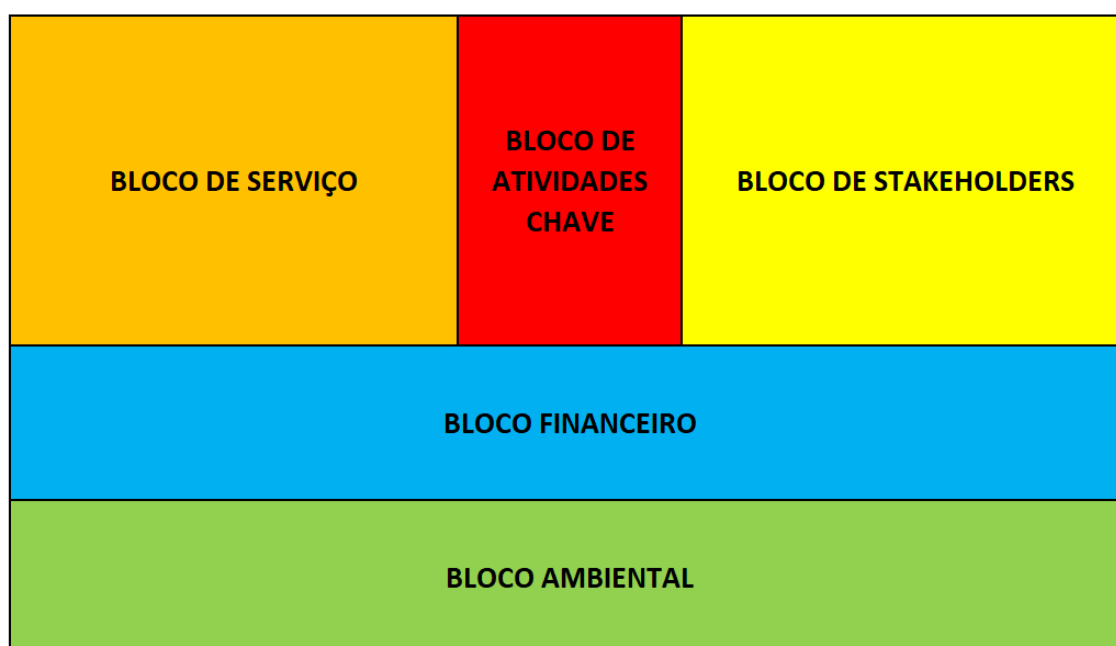 BLOCO DE SERVIÇO
BLOCO DE
ATIVIDADES
CHAVE
BLOCO DE STAKEHOLDERS
BLOCO FINANCEIRO
BLOCO AMBIENTAL